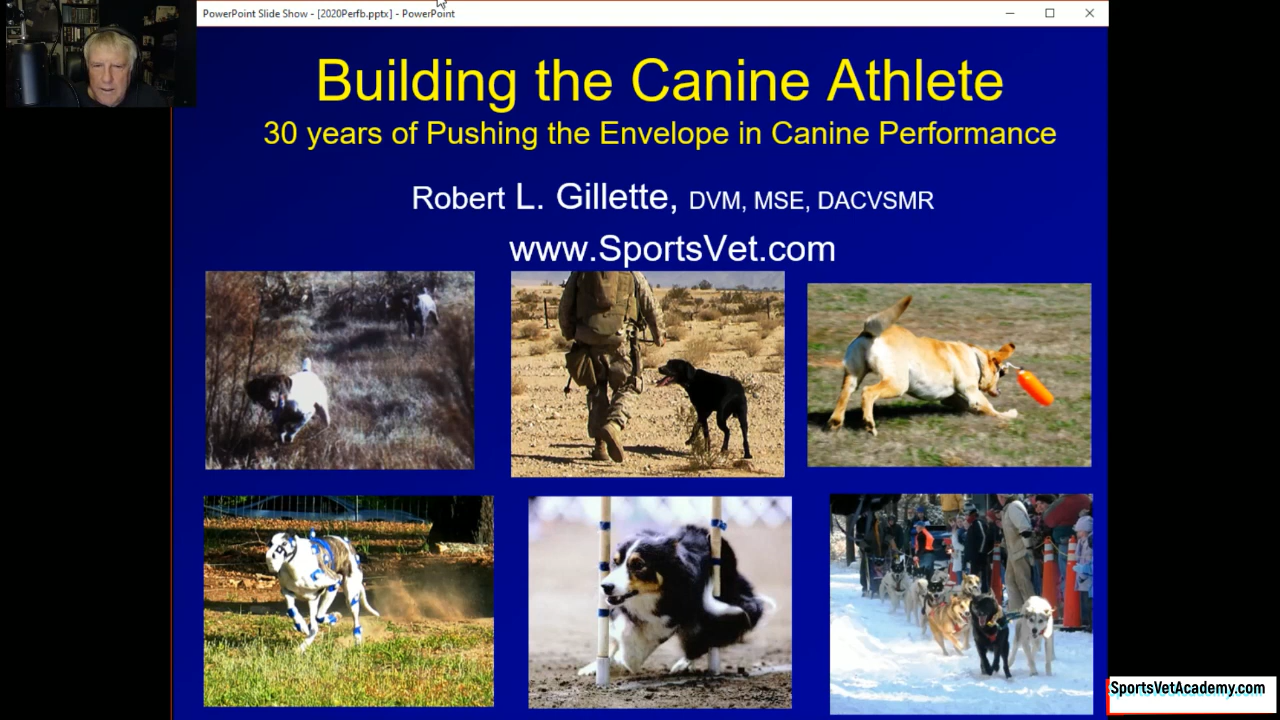 PowerPoint Slide Show - [2020Perfb.pptx] - PowerPoint
Building the Canine Athlete
30 years of Pushing the Envelope in Canine Performance
Robert L. Gillette, DVM, MSE, DACVSMR
www.SportsVet.com
SportsVetAcademy.com